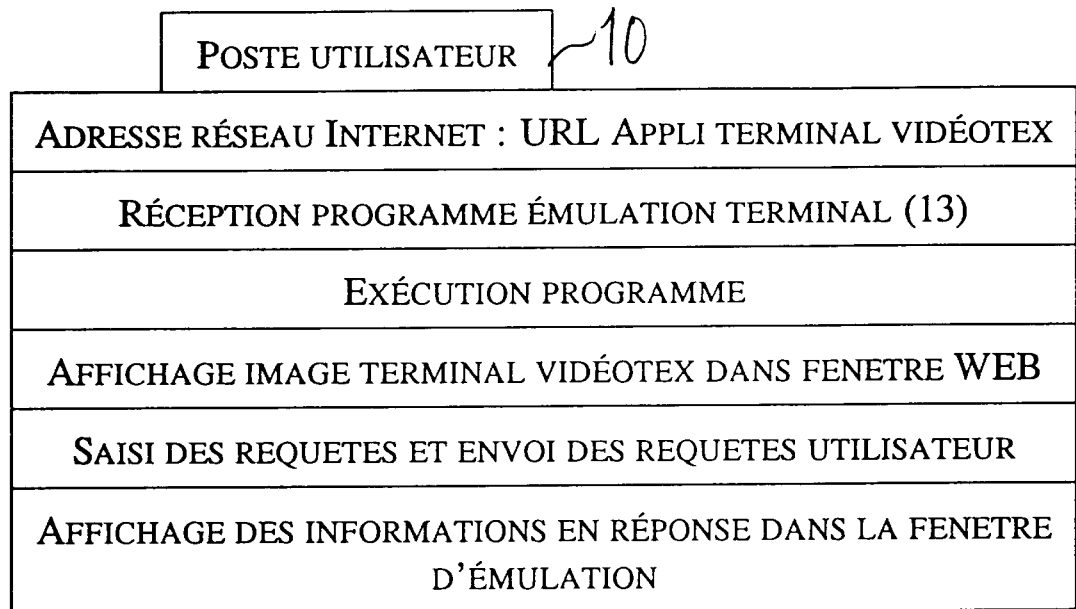 POSTE UTILISATEUR 10
ADRESSE RÉSEAU INTERNET : URL APPLI TERMINAL VIDÉOTEX
RÉCEPTION PROGRAMME ÉMULATION TERMINAL (13)
EXÉCUTION PROGRAMME
AFFICHAGE IMAGE TERMINAL VIDÉOTEX DANS FENETRE WEB
SAISI DES REQUETES ET ENVOI DES REQUETES UTILISATEUR
AFFICHAGE DES INFORMATIONS EN RÉPONSE DANS LA FENETRE
D'ÉMULATION